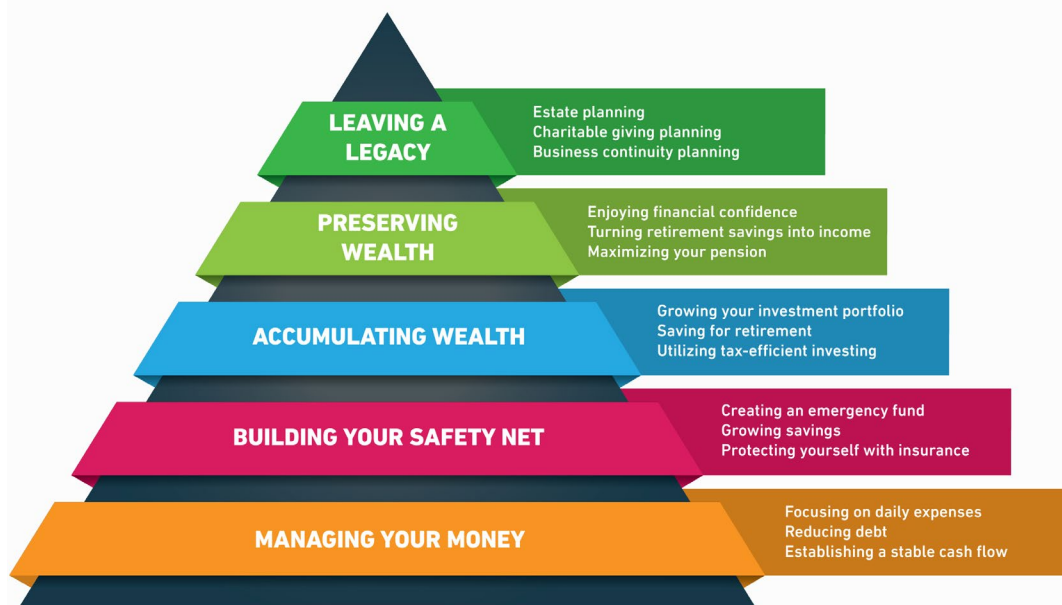 LEAVING A
LEGACY
Estate planning
Charitable giving planning
Business continuity planning
PRESERVING
WEALTH
Enjoying financial confidence
Turning retirement savings into income
Maximizing your pension
ACCUMULATING WEALTH
Growing your investment portfolio
Saving for retirement
Utilizing tax-efficient investing
BUILDING YOUR SAFETY NET
Creating an emergency fund
Growing savings
Protecting yourself with insurance
MANAGING YOUR MONEY
Focusing on daily expenses
Reducing debt
Establishing a stable cash flow